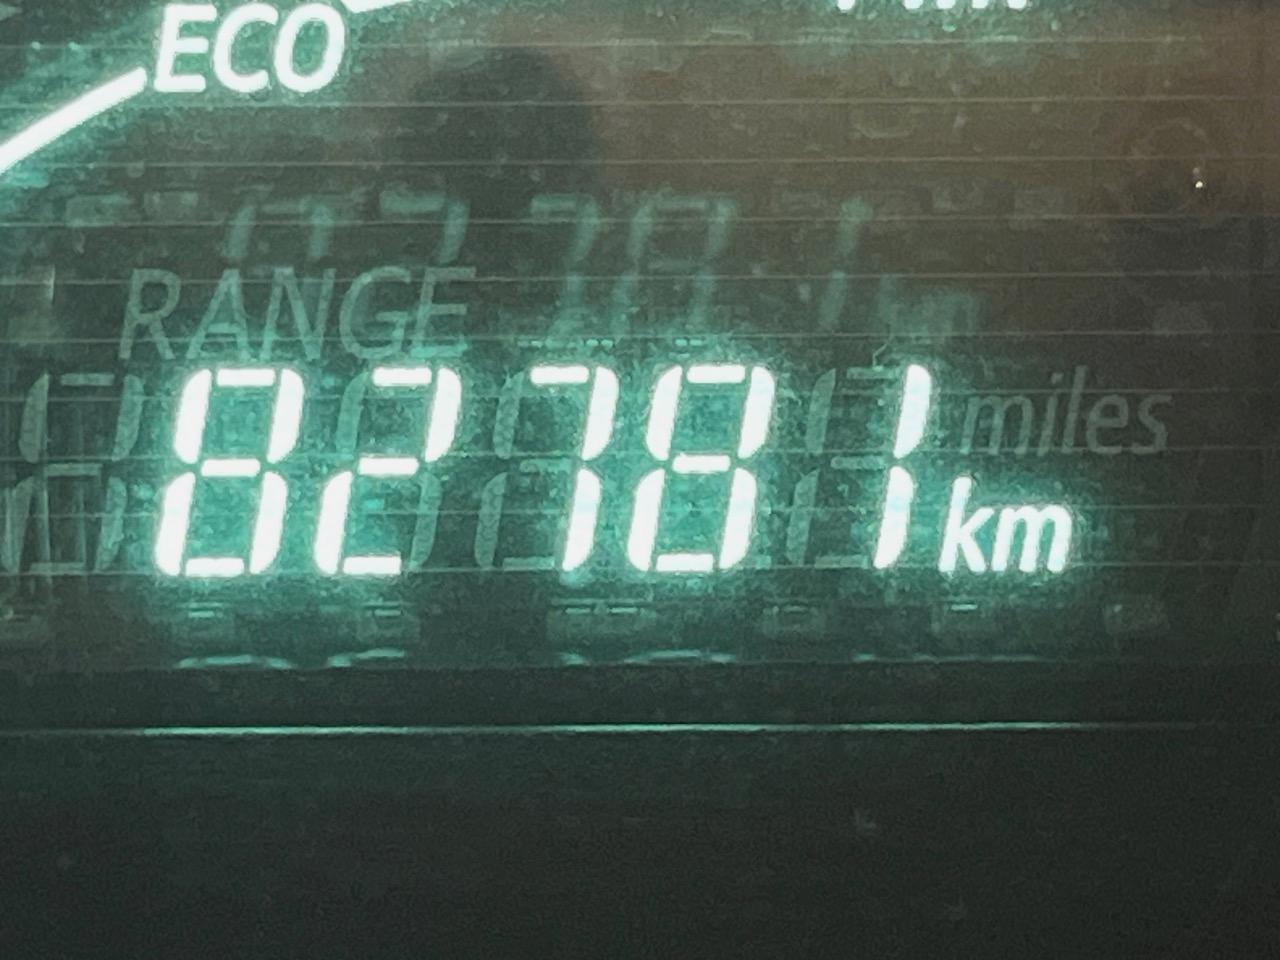 ECO
RANGE
miles
82781 km